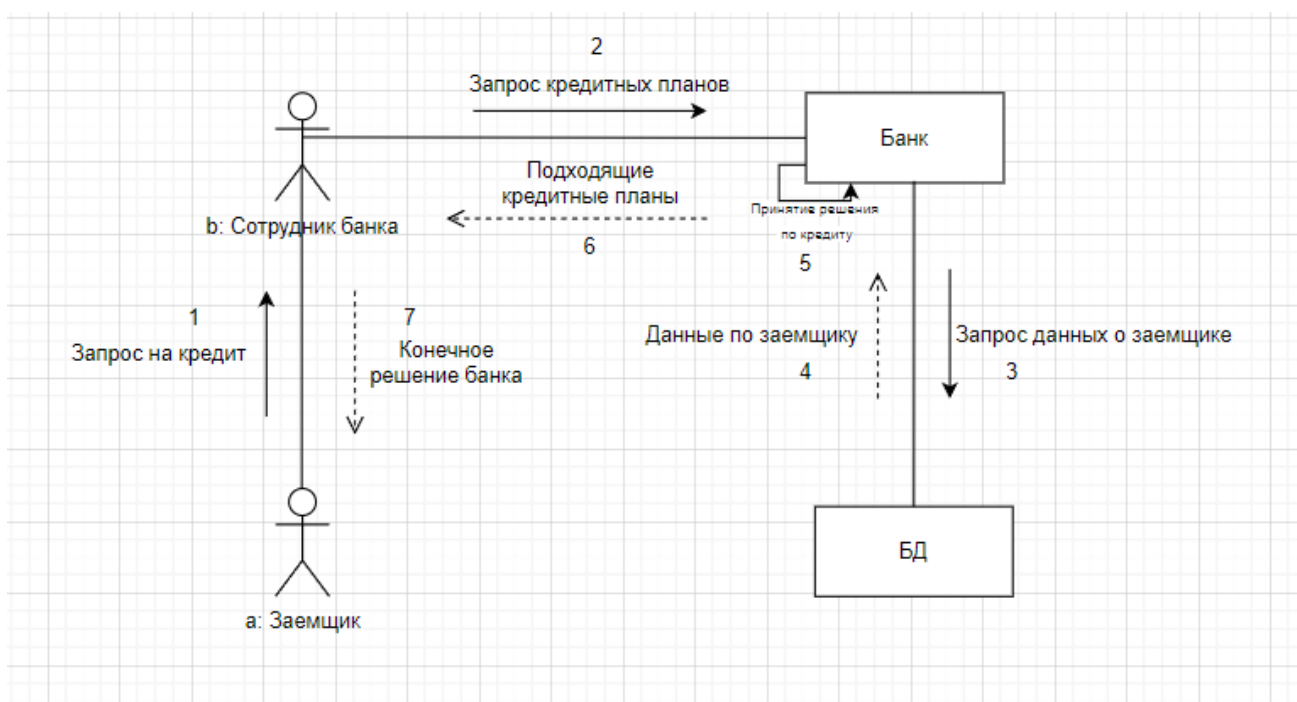 2
Запрос кредитных планов
Банк
Подходящие
кредитные планы
6
Принятие решения
по кредиту
5
b: Сотрудник банка
1
Запрос на кредит
7
Конечное
решение банка
Данные по заемщику
4
Запрос данных о заемщике
3
БД
a: Заемщик